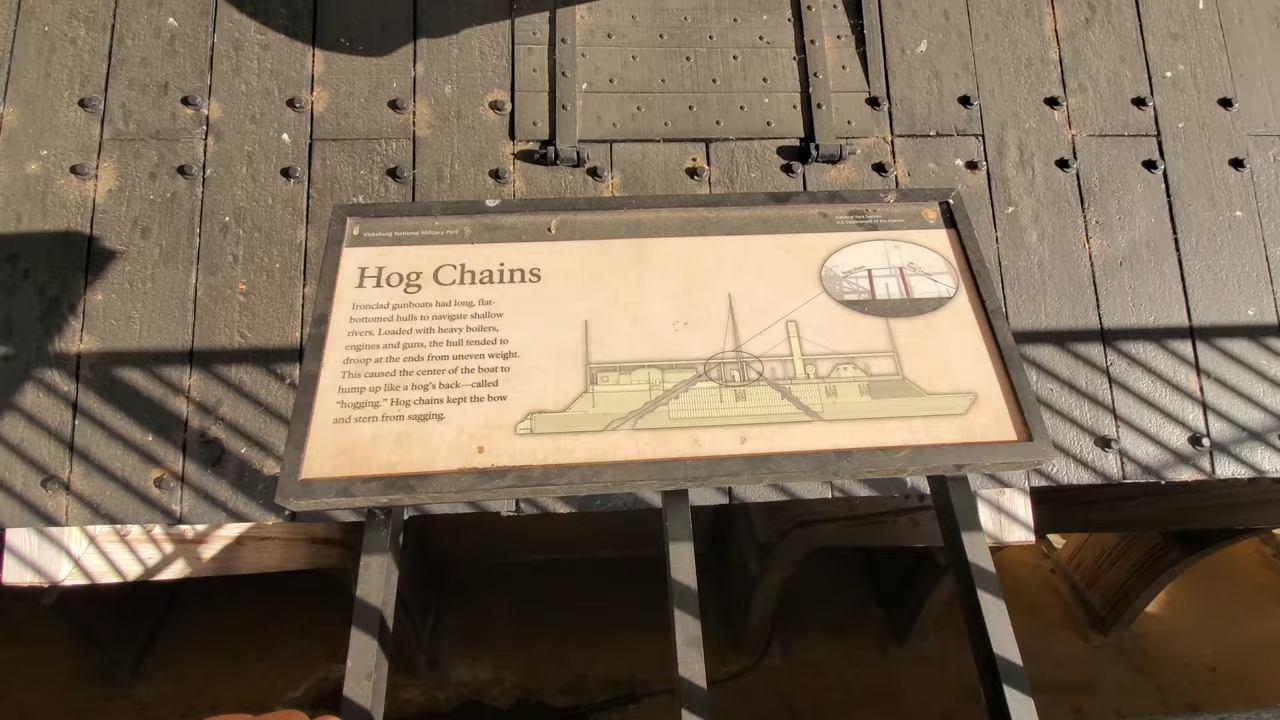 Vicksburg National Military Park
National Park Service
U.S. Department of the Interior
Hog Chains
Ironclad gunboats had long, flat-
bottomed hulls to navigate shallow
rivers. Loaded with heavy boilers,
engines and guns, the hull tended to
droop at the ends from uneven weight.
This caused the center of the boat to
hump up like a hog's back—called
"hogging." Hog chains kept the bow
and stern from sagging.
hog chain